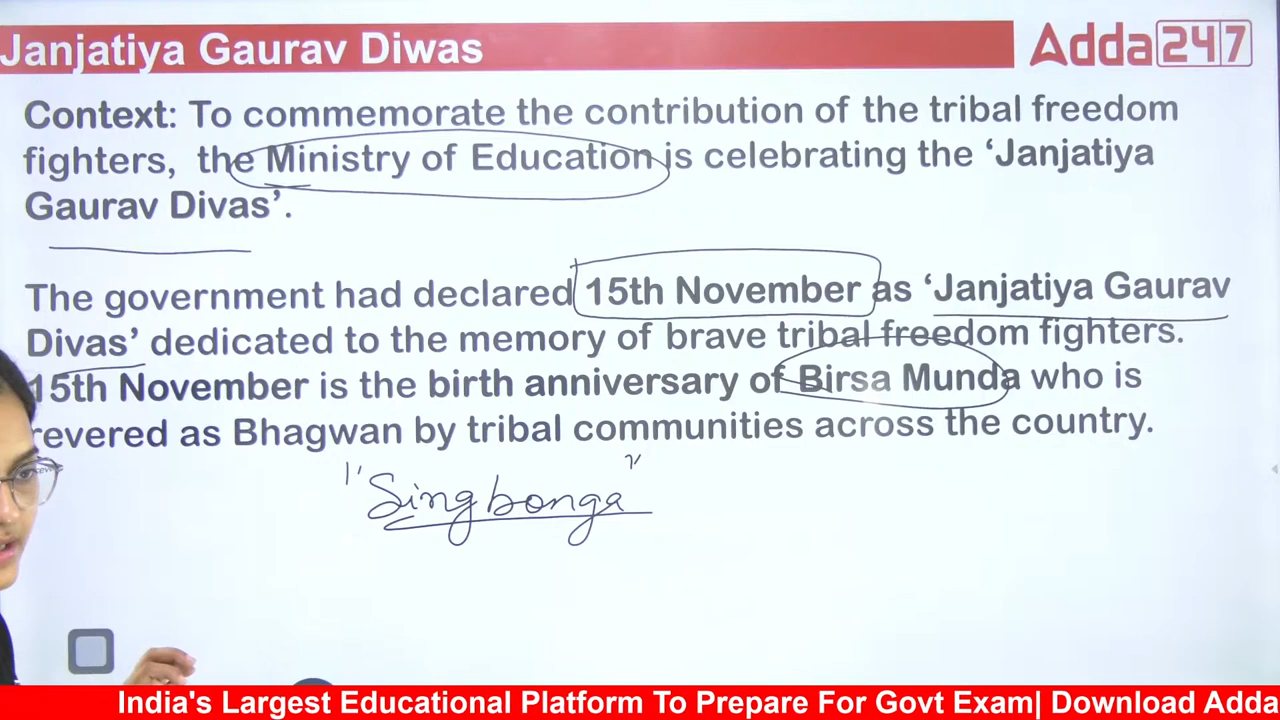 Janjatiya Gaurav Diwas
Adda 247
Context: To commemorate the contribution of the tribal freedom
fighters, the Ministry of Education is celebrating the ‘Janjatiya
Gaurav Divas’.
The government had declared 15th November as ‘Janjatiya Gaurav
Divas’ dedicated to the memory of brave tribal freedom fighters.
15th November is the birth anniversary of Birsa Munda who is
revered as Bhagwan by tribal communities across the country.
"Singbonga"
India's Largest Educational Platform To Prepare For Govt Exam| Download Adda